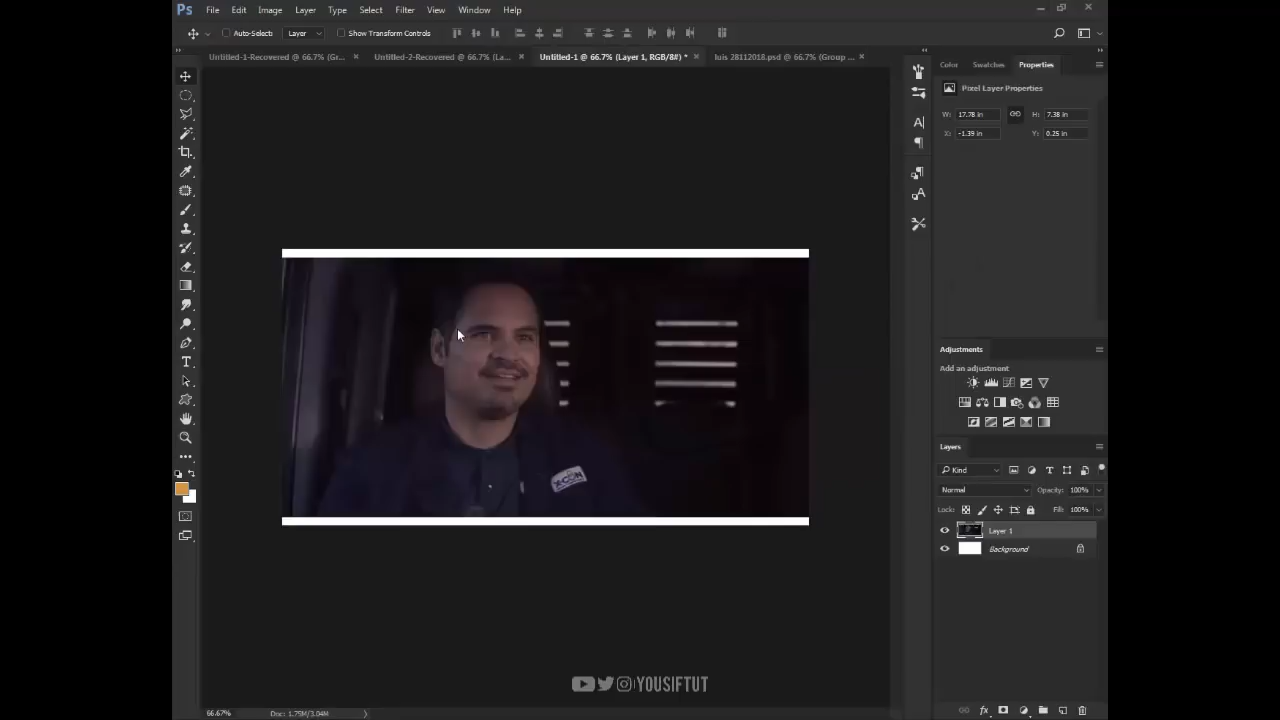 Ps File Edit Image Layer Type Select Filter View Window Help
Auto-Select: Layer Show Transform Controls
Untitled-1-Recovered @ 66.7% (Gr... × Untitled-2-Recovered @ 66.7% (La... × Untitled-1 @ 66.7% (Layer 1, RGB/8#) * × luis 28112018.psd @ 66.7% (Group ... ×
Color Swatches Properties
Pixel Layer Properties
W: 17.78 in H: 7.38 in
X: -1.39 in Y: 0.25 in
X-CON
Adjustments
Add an adjustment
Layers
Kind
Normal Opacity: 100%
Lock: Fill: 100%
Layer 1
Background
YOUSIFTUT
66.67% Doc: 1.75M/3.04M